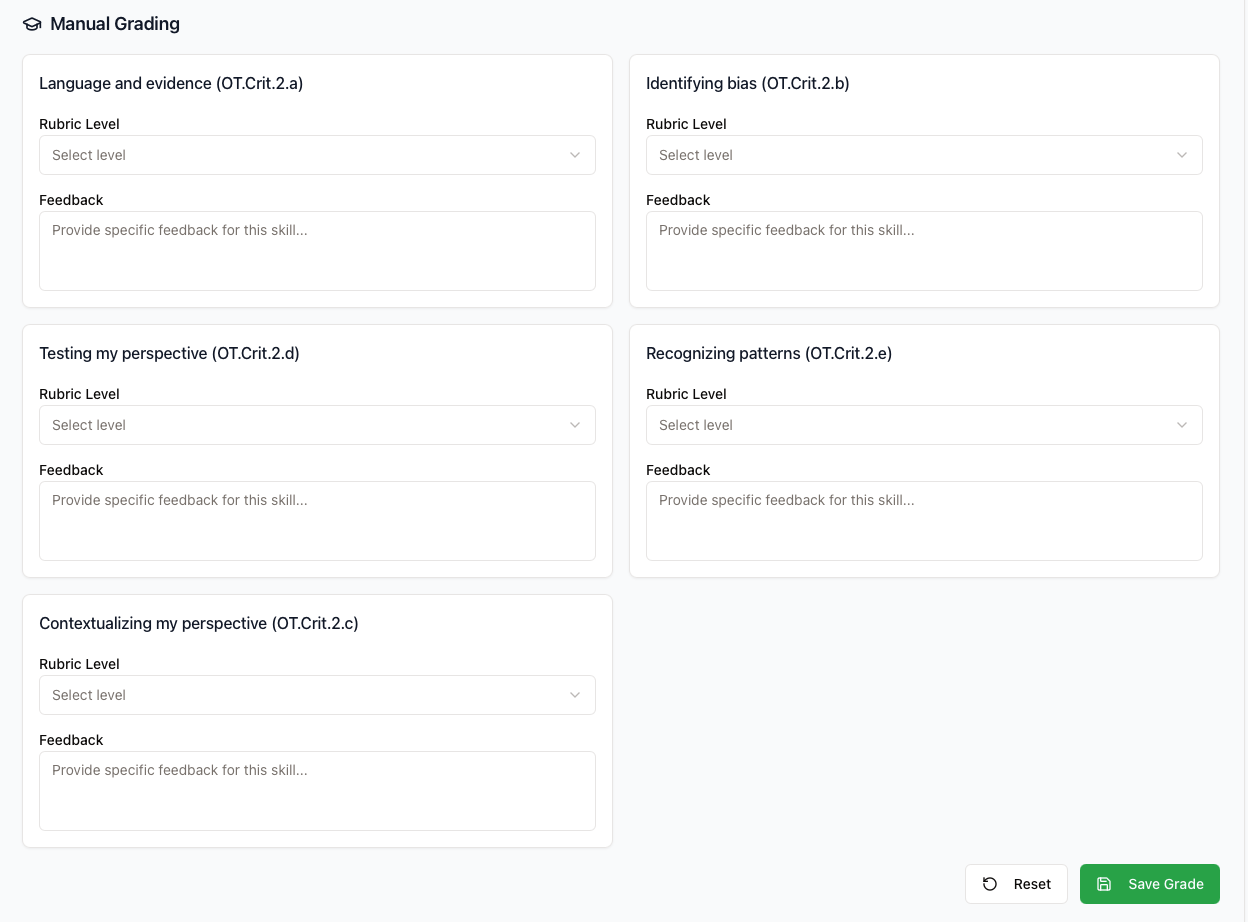 Manual Grading
Language and evidence (OT.Crit.2.a)
Rubric Level
Select level
Feedback
Provide specific feedback for this skill...
Identifying bias (OT.Crit.2.b)
Rubric Level
Select level
Feedback
Provide specific feedback for this skill...
Testing my perspective (OT.Crit.2.d)
Rubric Level
Select level
Feedback
Provide specific feedback for this skill...
Recognizing patterns (OT.Crit.2.e)
Rubric Level
Select level
Feedback
Provide specific feedback for this skill...
Contextualizing my perspective (OT.Crit.2.c)
Rubric Level
Select level
Feedback
Provide specific feedback for this skill...
Reset
Save Grade